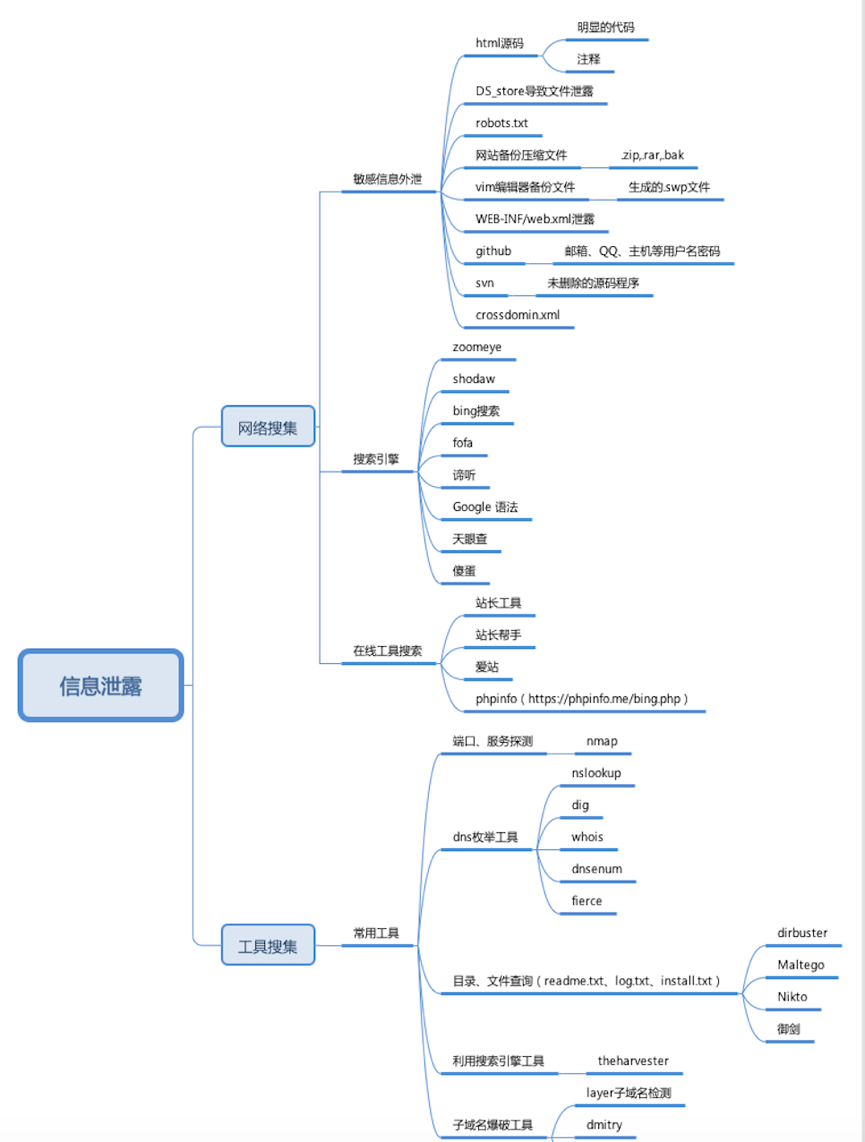 html源码
明显的代码
注释
DS_store导致文件泄露
robots.txt
网站备份压缩文件
.zip,.rar,.bak
vim编辑器备份文件
生成的.swp文件
WEB-INF/web.xml泄露
github
邮箱、QQ、主机等用户名密码
svn
未删除的源码程序
crossdomin.xml
敏感信息外泄
zoomeye
shodaw
bing搜索
fofa
谛听
Google 语法
天眼查
傻蛋
搜索引擎
网络搜集
站长工具
站长帮手
爱站
phpinfo（https://phpinfo.me/bing.php）
在线工具搜索
信息泄露
端口、服务探测
nmap
dns枚举工具
nslookup
dig
whois
dnsenum
fierce
工具搜集
常用工具
目录、文件查询（readme.txt、log.txt、install.txt）
dirbuster
Maltego
Nikto
御剑
利用搜索引擎工具
theharvester
子域名爆破工具
layer子域名检测
dmitry